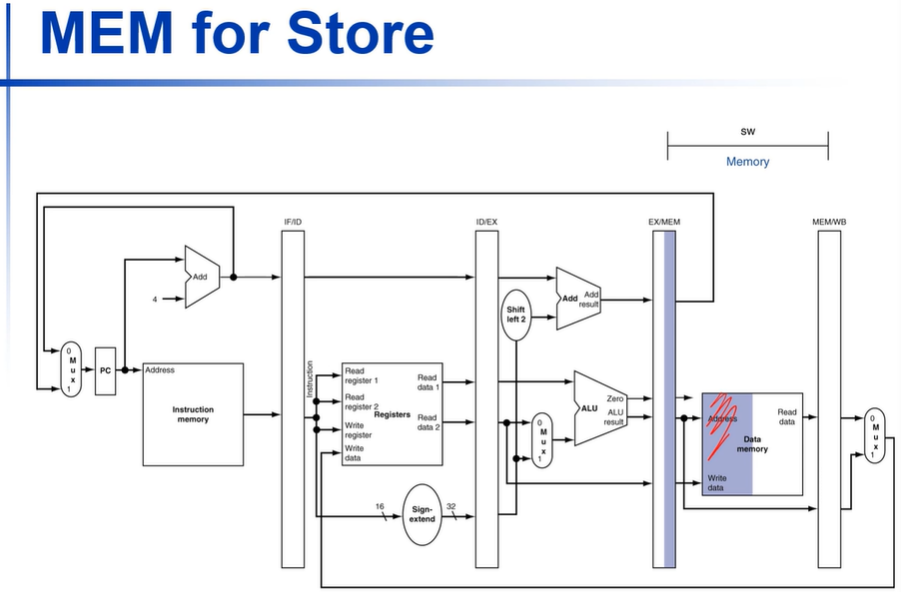 MEM for Store
SW
Memory
IF/ID
ID/EX
EX/MEM
MEM/WB
Add
4
Shift
left 2
Add
Add
result
0
M
u
x
1
PC
Address
Instruction
memory
Instruction
Read
register 1
Read
register 2
Write
register
Write
data
Registers
Read
data 1
Read
data 2
16
Sign-
extend
32
0
M
u
x
1
ALU
Zero
ALU
result
Address
Read
data
Data
memory
Write
data
0
M
u
x
1